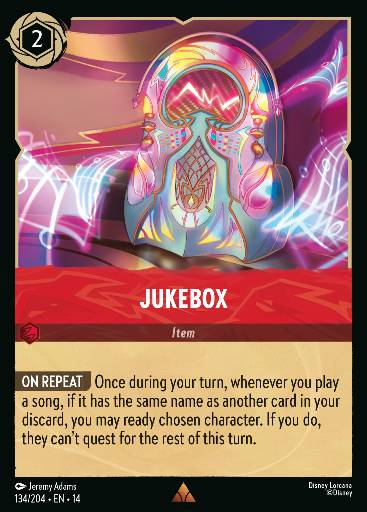 2
JUKEBOX
Item
ON REPEAT Once during your turn, whenever you play
a song, if it has the same name as another card in your
discard, you may ready chosen character. If you do,
they can't quest for the rest of this turn.
Jeremy Adams
134/204 • EN • 14
Disney Lorcana
©Disney